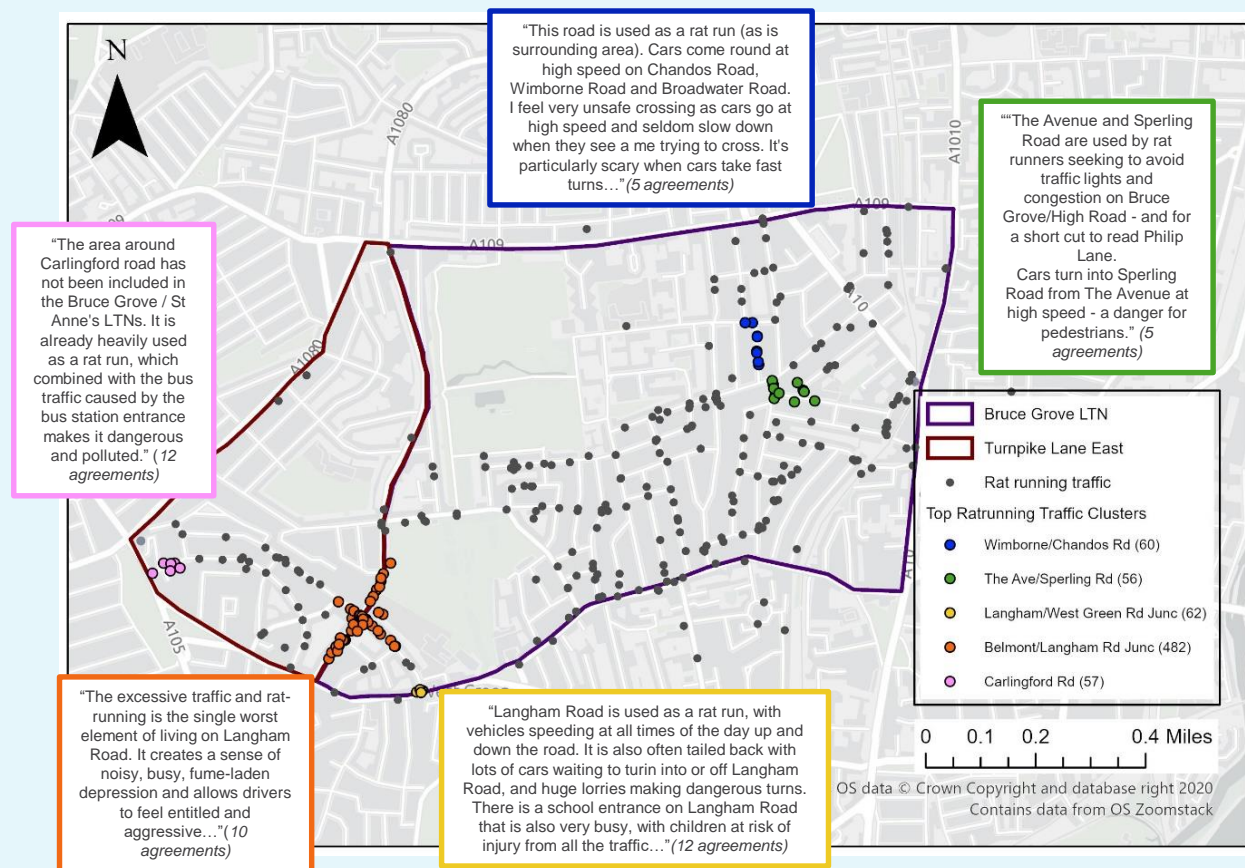 “This road is used as a rat run (as is
surrounding area). Cars come round at
high speed on Chandos Road,
Wimborne Road and Broadwater Road.
I feel very unsafe crossing as cars go at
high speed and seldom slow down
when they see a me trying to cross. It's
particularly scary when cars take fast
turns…” (5 agreements)
N
A1080
A1010
““The Avenue and Sperling
Road are used by rat
runners seeking to avoid
traffic lights and
congestion on Bruce
Grove/High Road - and for
a short cut to read Philip
Lane.
Cars turn into Sperling
Road from The Avenue at
high speed - a danger for
pedestrians.” (5
agreements)
A109
A109
“The area around
Carlingford road has
not been included in
the Bruce Grove / St
Anne's LTNs. It is
already heavily used
as a rat run, which
combined with the bus
traffic caused by the
bus station entrance
makes it dangerous
and polluted.” (12
agreements)
A10
A1080
Bruce Grove LTN
Turnpike Lane East
Rat running traffic
Top Ratrunning Traffic Clusters
Wimborne/Chandos Rd (60)
The Ave/Sperling Rd (56)
Langham/West Green Rd Junc (62)
Belmont/Langham Rd Junc (482)
Carlingford Rd (57)
A105
“The excessive traffic and rat-
running is the single worst
element of living on Langham
Road. It creates a sense of
noisy, busy, fume-laden
depression and allows drivers
to feel entitled and
aggressive…”(10
agreements)
“Langham Road is used as a rat run, with
vehicles speeding at all times of the day up and
down the road. It is also often tailed back with
lots of cars waiting to turin into or off Langham
Road, and huge lorries making dangerous turns.
There is a school entrance on Langham Road
that is also very busy, with children at risk of
injury from all the traffic…”(12 agreements)
0 0.1 0.2 0.4 Miles
OS data © Crown Copyright and database right 2020
Contains data from OS Zoomstack